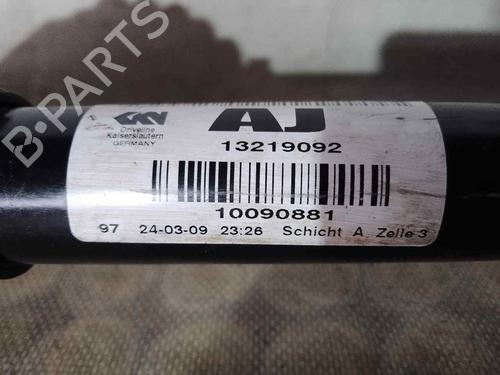 GKN
Driveline
Kaiserslautern
GERMANY
AJ
13219092
10090881
97 24-03-09 23:26 Schicht A Zelle 3
B-PARTS